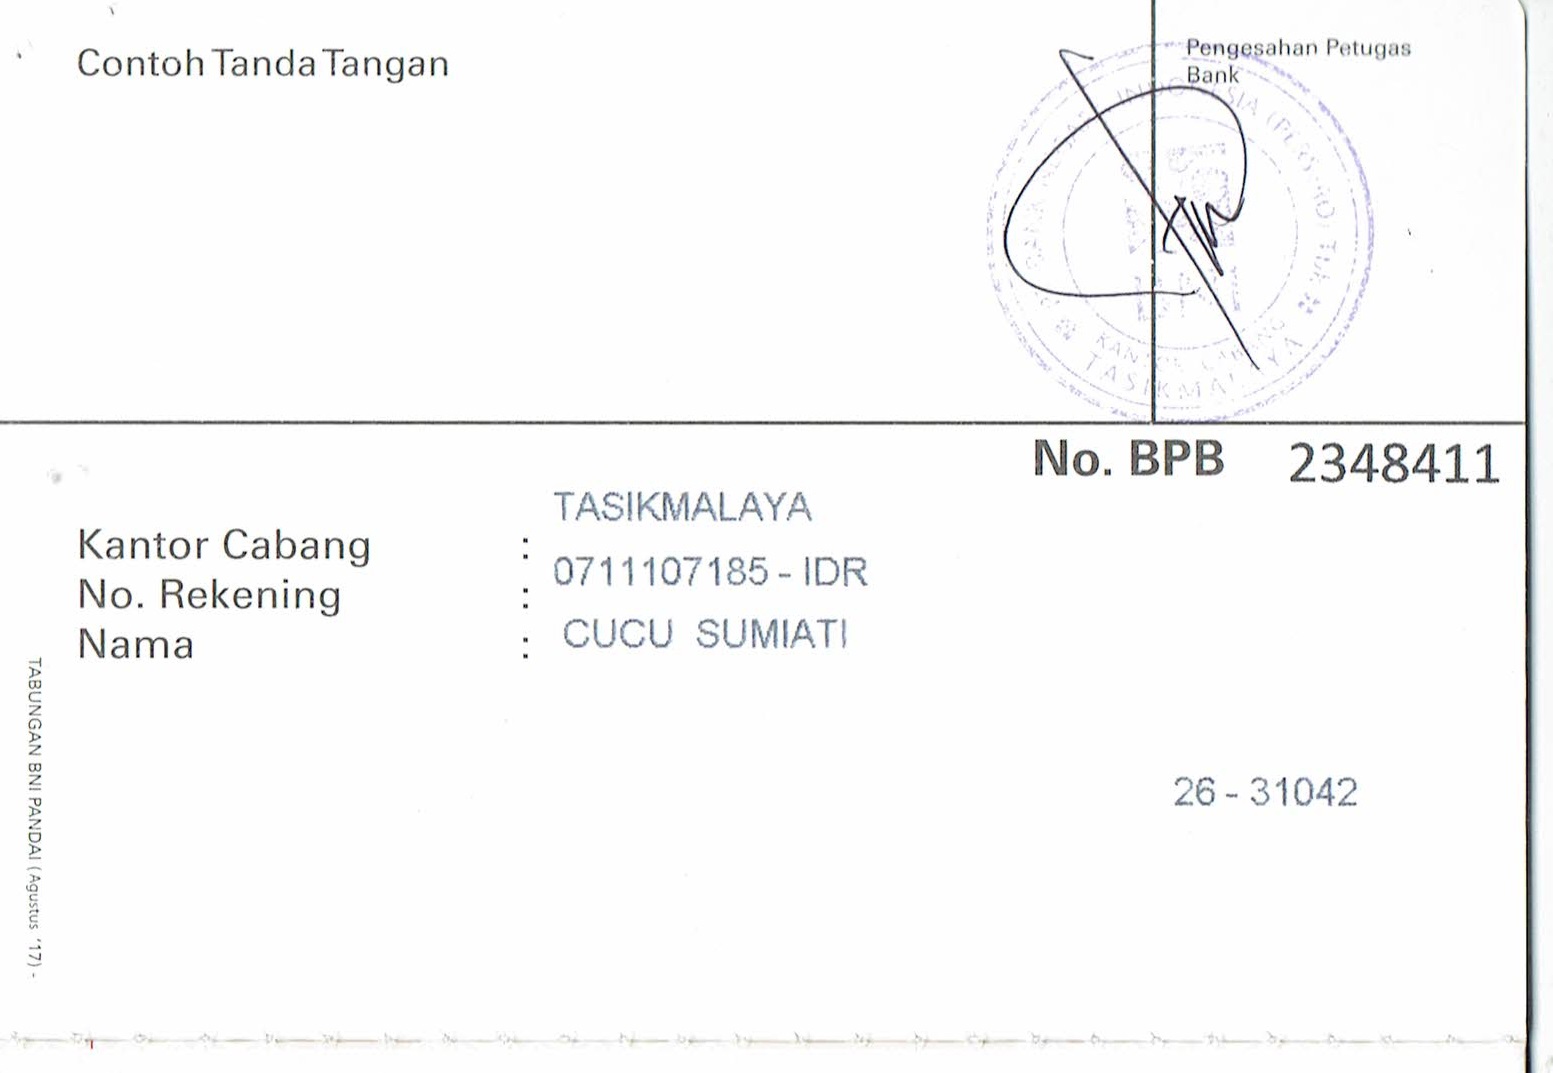 Contoh Tanda Tangan
Pengesahan Petugas
Bank
INDONESIA (PERSERO) Tbk
KANTOR CABANG
TASIKMALAYA
No. BPB 2348411
TASIKMALAYA
Kantor Cabang :
0711107185 - IDR
No. Rekening :
CUCU SUMIATI
Nama :
26 - 31042
TABUNGAN BNI PANDAI (Agustus '17) -